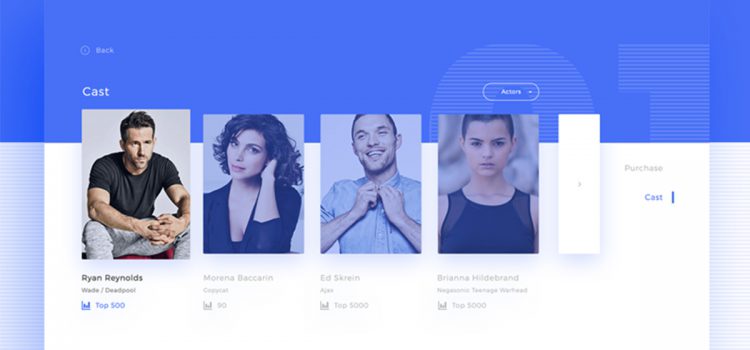 Back
Cast
Actors
01
Purchase
Cast
Ryan Reynolds
Wade / Deadpool
Top 500
Morena Baccarin
Copycat
90
Ed Skrein
Ajax
Top 5000
Brianna Hildebrand
Negasonic Teenage Warhead
Top 5000